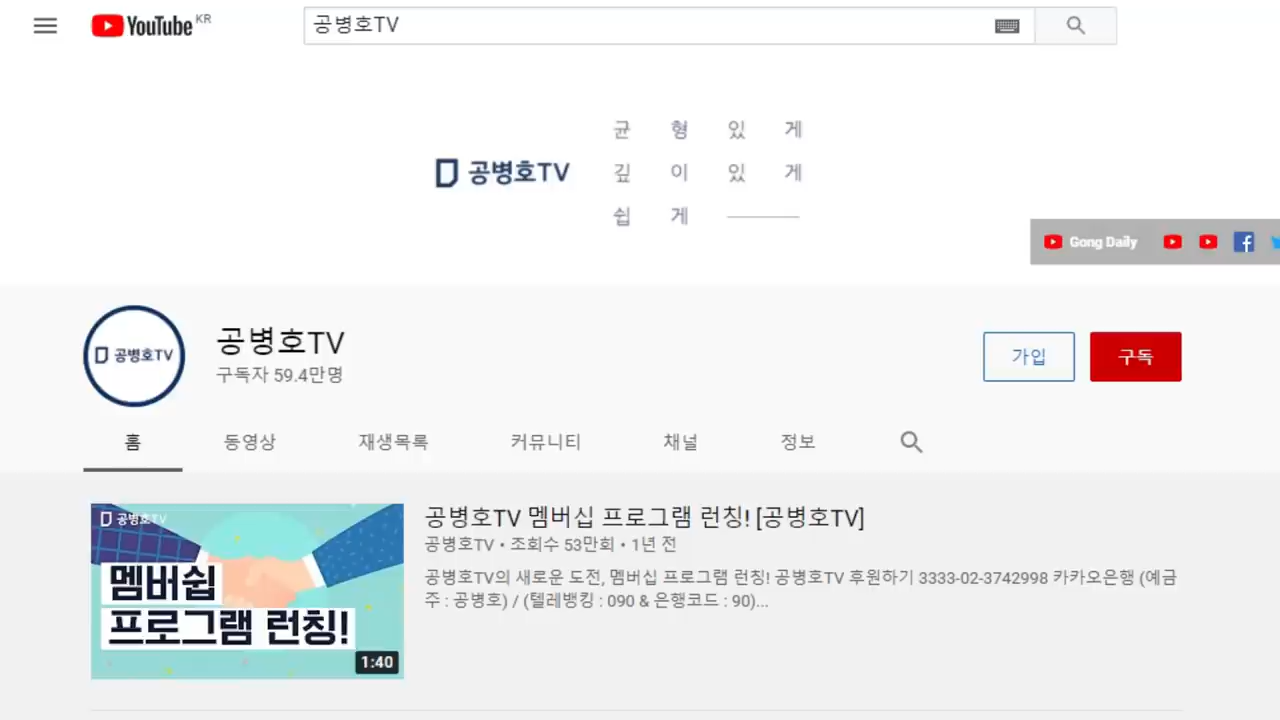 YouTube KR
공병호TV
균 형 있 게
공병호TV
깊 이 있 게
쉽 게
Gong Daily
공병호TV
공병호TV
구독자 59.4만명
가입
구독
홈 동영상 재생목록 커뮤니티 채널 정보
공병호TV
멤버쉽
프로그램 런칭!
1:40
공병호TV 멤버십 프로그램 런칭! [공병호TV]
공병호TV • 조회수 53만회 • 1년 전
공병호TV의 새로운 도전, 멤버십 프로그램 런칭! 공병호TV 후원하기 3333-02-3742998 카카오은행 (예금
주 : 공병호) / (텔레뱅킹 : 090 & 은행코드 : 90)...